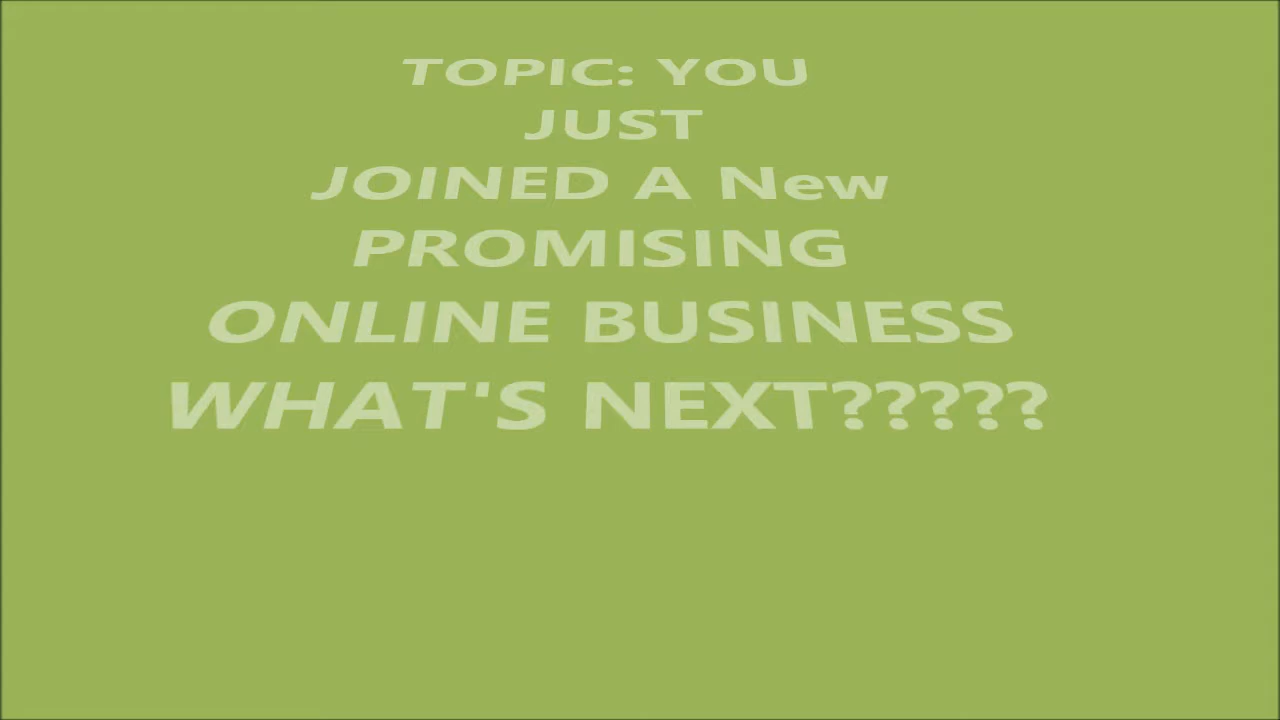 TOPIC: YOU
JUST
JOINED A New
PROMISING
ONLINE BUSINESS
WHAT'S NEXT?????